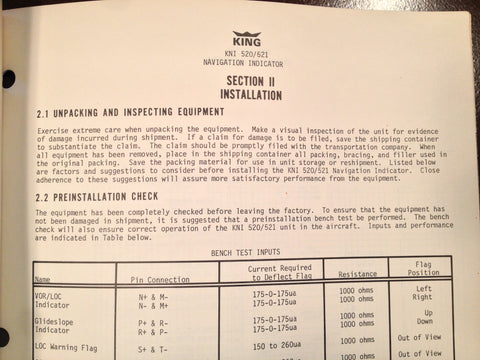 KING
KNI 520/621
NAVIGATION INDICATOR
SECTION II
INSTALLATION
2.1 UNPACKING AND INSPECTING EQUIPMENT
Exercise extreme care when unpacking the equipment. Make a visual inspection of the unit for evidence
of damage incurred during shipment. If a claim for damage is to be filed, save the shipping container
to substantiate the claim. The claim should be promptly filed with the transportation company. When
all equipment has been removed, place in the shipping container all packing, bracing, and filler used in
the original packing. Save the packing material for use in unit storage or reshipment. Listed below
are factors and suggestions to consider before installing the KNI 520/521 Navigation Indicator. Close
adherence to these suggestions will assure more satisfactory performance from the equipment.
2.2 PREINSTALLATION CHECK
The equipment has been completely checked before leaving the factory. To ensure that the equipment has
not been damaged in shipment, it is suggested that a preinstallation bench test be performed. The bench
check will also ensure correct operation of the KNI 520/521 unit in the aircraft. Inputs and performance
are indicated in Table below.
BENCH TEST INPUTS
Name Pin Connection Current Required to Deflect Flag Resistance Flag Position
VOR/LOC N+ & M- 175-0-175ua 1000 ohms Left
Indicator N- & M+ 175-0-175ua 1000 ohms Right
Glideslope P+ & R- 175-0-175ua 1000 ohms Up
Indicator R+ & P- 175-0-175ua 1000 ohms Down
LOC Warning Flag S+ & T- 150 to 260ua 1000 ohms Out of View
1000 ohms Out of View